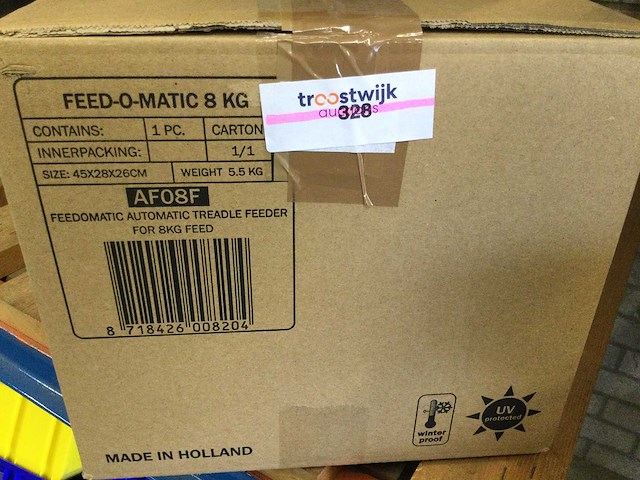 FEED-O-MATIC 8 KG
CONTAINS: 1 PC. CARTON
INNERPACKING: 1/1
SIZE: 45X28X26CM WEIGHT 5.5 KG
AF08F
FEEDOMATIC AUTOMATIC TREADLE FEEDER
FOR 8KG FEED
8 718426 008204
troostwijk
328
winter
proof
UV
protected
MADE IN HOLLAND